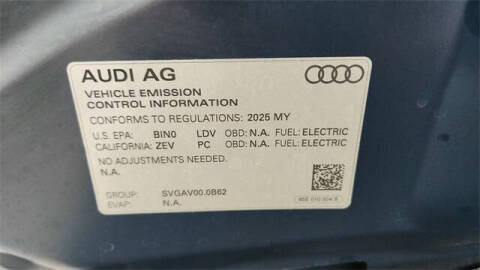 AUDI AG
VEHICLE EMISSION
CONTROL INFORMATION
CONFORMS TO REGULATIONS: 2025 MY
U.S. EPA: BIN0 LDV OBD: N.A. FUEL: ELECTRIC
CALIFORNIA: ZEV PC OBD: N.A. FUEL: ELECTRIC
NO ADJUSTMENTS NEEDED.
N.A.
GROUP: SVGAV00.0B62
EVAP: N.A.